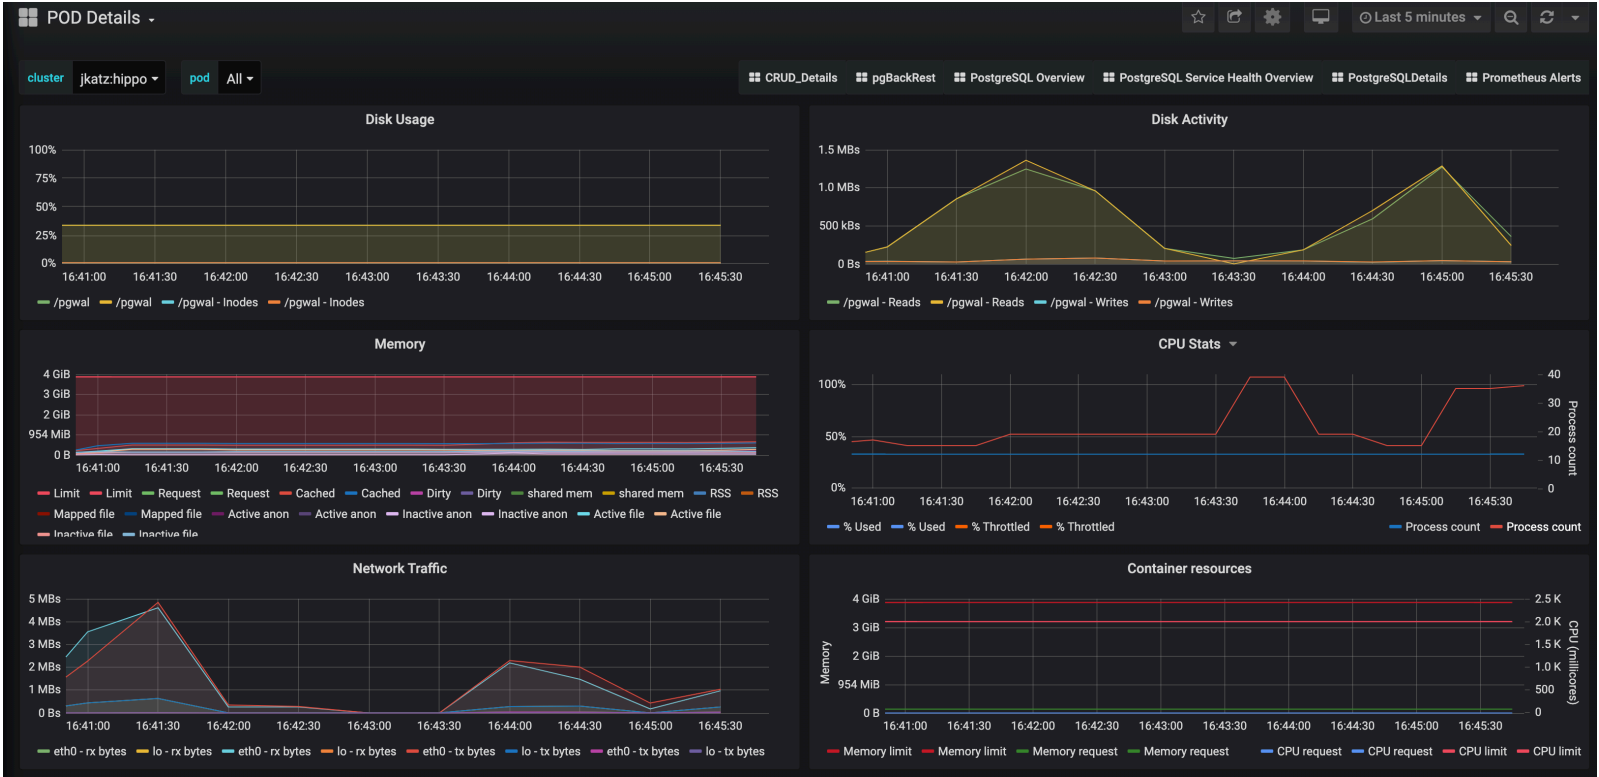 POD Details
Last 5 minutes
cluster jkatz:hippo pod All
CRUD_Details pgBackRest PostgreSQL Overview PostgreSQL Service Health Overview PostgreSQLDetails Prometheus Alerts
Disk Usage
100%
75%
50%
25%
0%
16:41:00 16:41:30 16:42:00 16:42:30 16:43:00 16:43:30 16:44:00 16:44:30 16:45:00 16:45:30
/pgwal /pgwal /pgwal - Inodes /pgwal - Inodes
Disk Activity
1.5 MBs
1.0 MBs
500 kBs
0 Bs
16:41:00 16:41:30 16:42:00 16:42:30 16:43:00 16:43:30 16:44:00 16:44:30 16:45:00 16:45:30
/pgwal - Reads /pgwal - Reads /pgwal - Writes /pgwal - Writes
Memory
4 GiB
3 GiB
2 GiB
954 MiB
0 B
16:41:00 16:41:30 16:42:00 16:42:30 16:43:00 16:43:30 16:44:00 16:44:30 16:45:00 16:45:30
Limit Limit Request Request Cached Cached Dirty Dirty shared mem shared mem RSS RSS
Mapped file Mapped file Active anon Active anon Inactive anon Inactive anon Active file Active file
Inactive file Inactive file
CPU Stats
100%
50%
0%
40
30
20
10
0
Process count
16:41:00 16:41:30 16:42:00 16:42:30 16:43:00 16:43:30 16:44:00 16:44:30 16:45:00 16:45:30
% Used % Used % Throttled % Throttled Process count Process count
Network Traffic
5 MBs
4 MBs
3 MBs
2 MBs
1 MBs
0 Bs
16:41:00 16:41:30 16:42:00 16:42:30 16:43:00 16:43:30 16:44:00 16:44:30 16:45:00 16:45:30
eth0 - rx bytes lo - rx bytes eth0 - rx bytes lo - rx bytes eth0 - tx bytes lo - tx bytes eth0 - tx bytes lo - tx bytes
Container resources
Memory
4 GiB
3 GiB
2 GiB
954 MiB
0 B
2.5 K
2.0 K
1.5 K
1.0 K
500
0
CPU (millicores)
16:41:00 16:41:30 16:42:00 16:42:30 16:43:00 16:43:30 16:44:00 16:44:30 16:45:00 16:45:30
Memory limit Memory limit Memory request Memory request CPU request CPU request CPU limit CPU limit